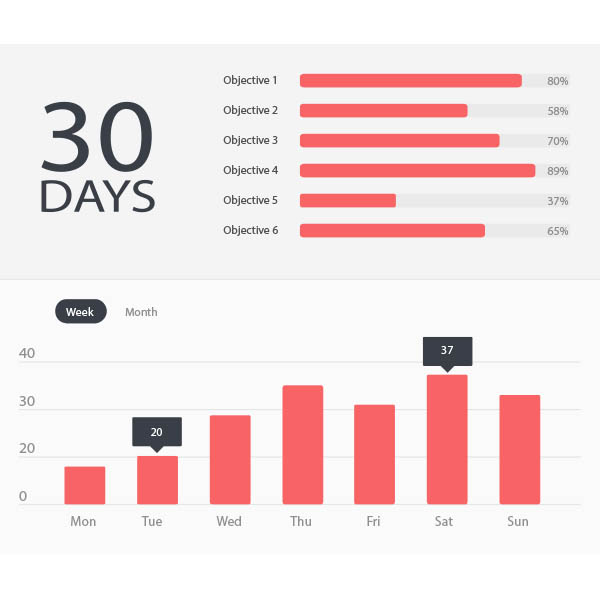 30
DAYS
Objective 1 80%
Objective 2 58%
Objective 3 70%
Objective 4 89%
Objective 5 37%
Objective 6 65%
Week Month
40
30
20
0
37
20
Mon Tue Wed Thu Fri Sat Sun